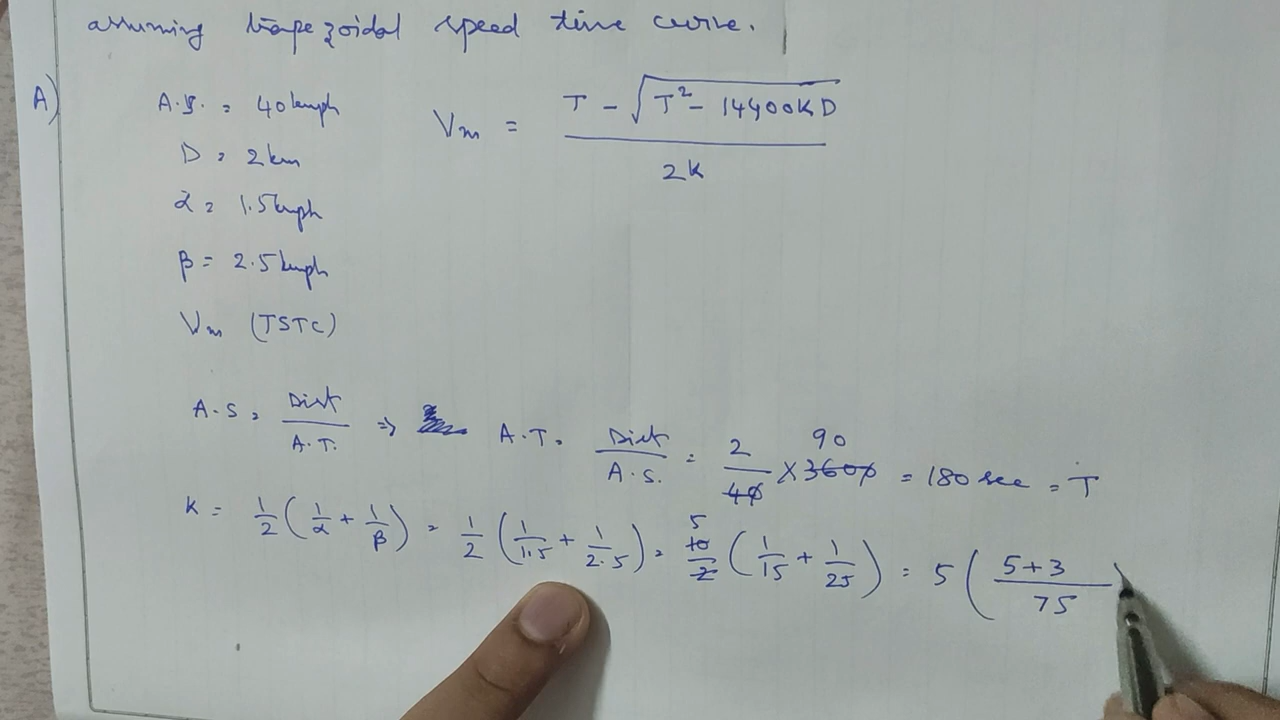 assuming trapezoidal speed time curve.
A)
A.S. = 40 kmph
D = 2 km
α = 1.5 kmph
β = 2.5 kmph
Vm (TSTC)
Vm = T - √T² - 14400KD / 2K
A.S. = Dist / A.T. ⇒ A.T. = Dist / A.S. = 2 / 40 × 3600 90 = 180 sec = T
K = 1/2 (1/α + 1/β) = 1/2 (1/1.5 + 1/2.5) = 5 10/2 (1/15 + 1/25) = 5 ( 5+3 / 75 )